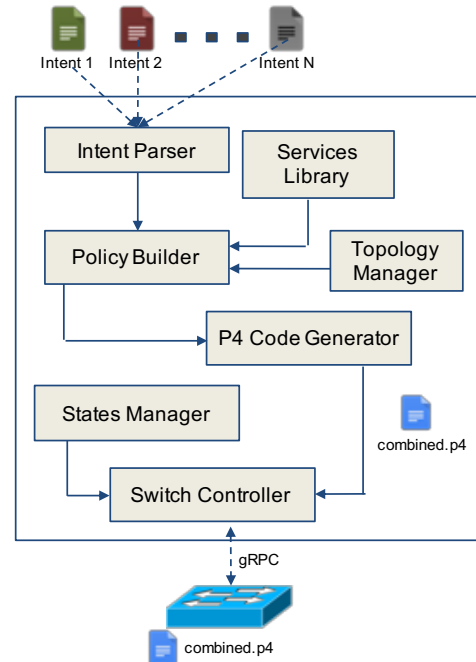 Intent 1
Intent 2
Intent N
Intent Parser
Services
Library
Policy Builder
Topology
Manager
P4 Code Generator
States Manager
combined.p4
Switch Controller
gRPC
combined.p4